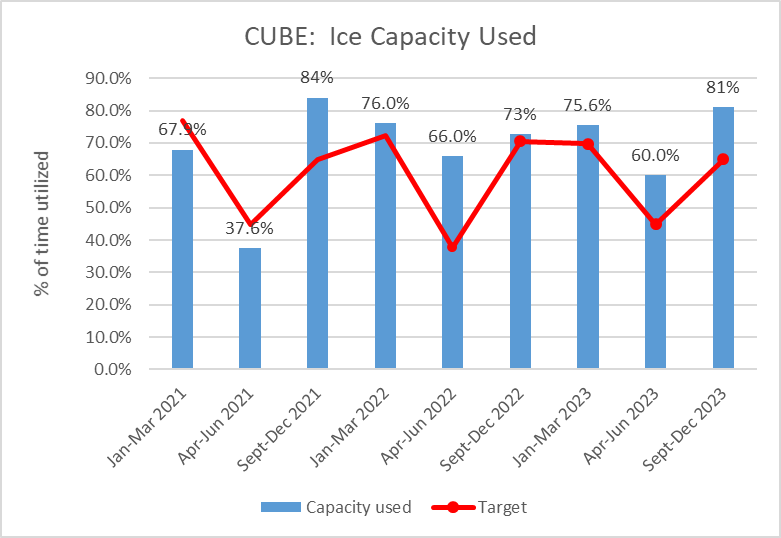 CUBE:  Ice Capacity Used
% of time utilized
90.0%
80.0%
70.0%
60.0%
50.0%
40.0%
30.0%
20.0%
10.0%
0.0%
67.9%
37.6%
84%
76.0%
66.0%
73%
75.6%
60.0%
81%
Jan-Mar 2021
Apr-Jun 2021
Sept-Dec 2021
Jan-Mar 2022
Apr-Jun 2022
Sept-Dec 2022
Jan-Mar 2023
Apr-Jun 2023
Sept-Dec 2023
Capacity used
Target